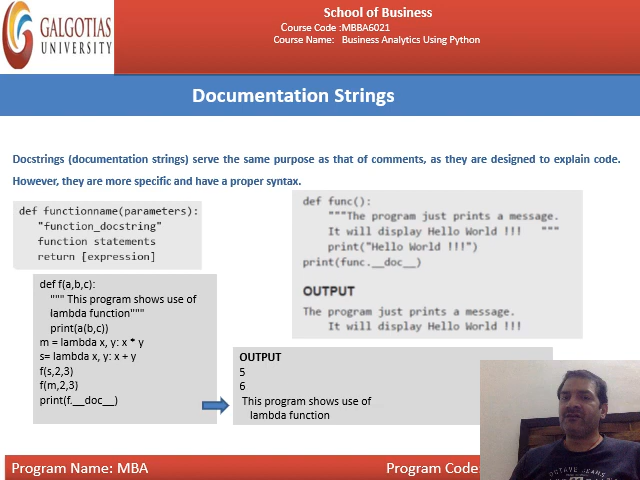 GALGOTIAS
UNIVERSITY
School of Business
Course Code :MBBA6021
Course Name: Business Analytics Using Python
Documentation Strings
Docstrings (documentation strings) serve the same purpose as that of comments, as they are designed to explain code.
However, they are more specific and have a proper syntax.
def functionname(parameters):
"function_docstring"
function statements
return [expression]
def func():
"""The program just prints a message.
It will display Hello World !!! """
print("Hello World !!!")
print(func.__doc__)
OUTPUT
The program just prints a message.
It will display Hello World !!!
def f(a,b,c):
""" This program shows use of
lambda function"""
print(a(b,c))
m = lambda x, y: x * y
s= lambda x, y: x + y
f(s,2,3)
f(m,2,3)
print(f.__doc__)
OUTPUT
5
6
This program shows use of
lambda function
Program Name: MBA
Program Code: